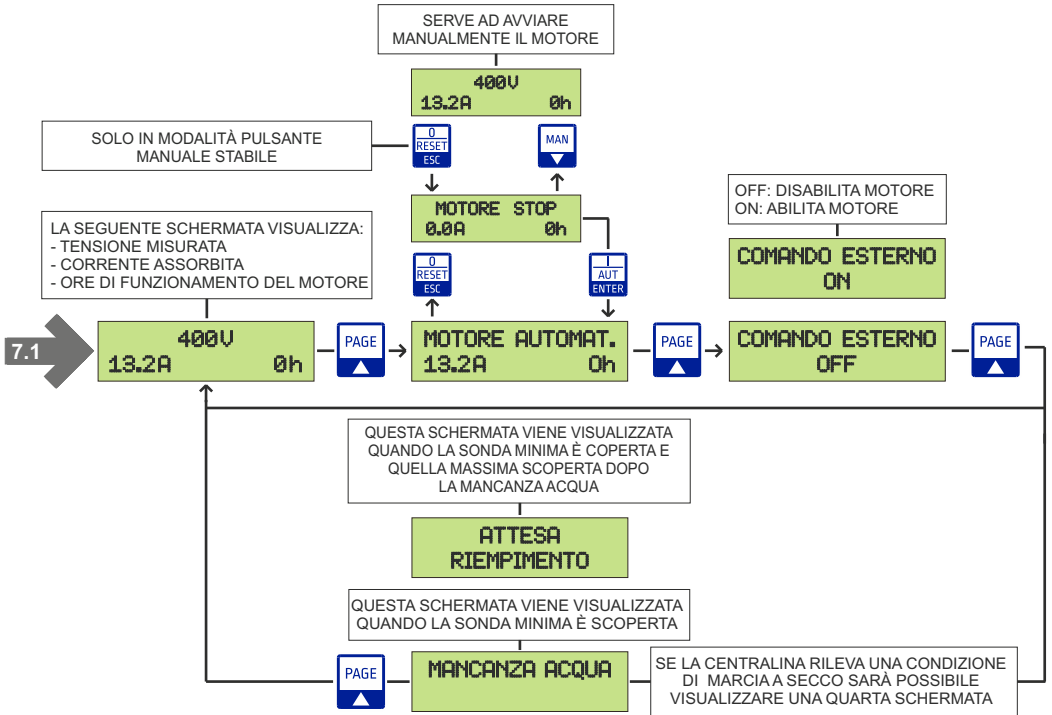 SERVE AD AVVIARE
MANUALMENTE IL MOTORE
400V
13.2A 0h
SOLO IN MODALITÀ PULSANTE
MANUALE STABILE
0
RESET
ESC
MAN
MOTORE STOP
0.0A 0h
OFF: DISABILITA MOTORE
ON: ABILITA MOTORE
LA SEGUENTE SCHERMATA VISUALIZZA:
- TENSIONE MISURATA
- CORRENTE ASSORBITA
- ORE DI FUNZIONAMENTO DEL MOTORE
0
RESET
ESC
I
AUT
ENTER
COMANDO ESTERNO
ON
7.1
400V
13.2A 0h
PAGE
MOTORE AUTOMAT.
13.2A 0h
PAGE
COMANDO ESTERNO
OFF
PAGE
QUESTA SCHERMATA VIENE VISUALIZZATA
QUANDO LA SONDA MINIMA È COPERTA E
QUELLA MASSIMA SCOPERTA DOPO
LA MANCANZA ACQUA
ATTESA
RIEMPIMENTO
QUESTA SCHERMATA VIENE VISUALIZZATA
QUANDO LA SONDA MINIMA È SCOPERTA
PAGE
MANCANZA ACQUA
SE LA CENTRALINA RILEVA UNA CONDIZIONE
DI MARCIA A SECCO SARÀ POSSIBILE
VISUALIZZARE UNA QUARTA SCHERMATA